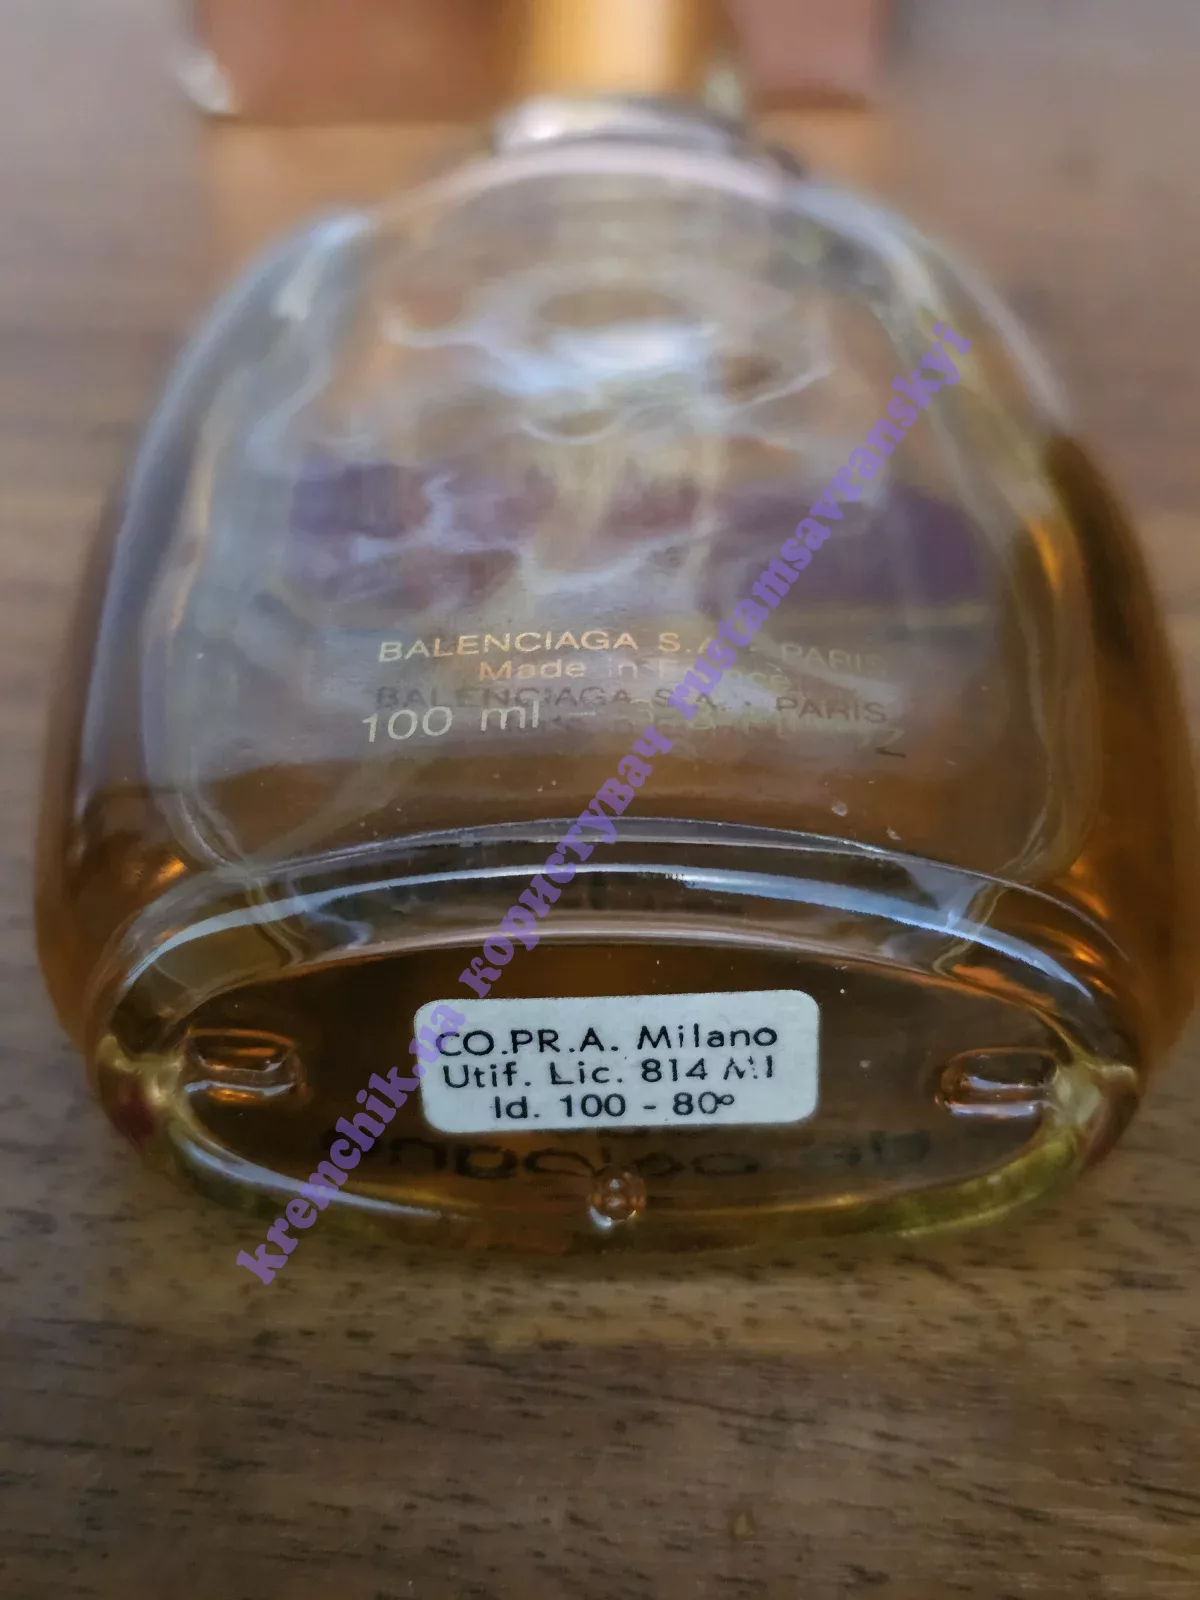 BALENCIAGA S.A. · PARIS
Made in France
BALENCIAGA S.A. · PARIS
100 ml
CO.PR.A. Milano
Utif. Lic. 814 MI
Id. 100 - 80°
kremchik.ua користувач rustamsavranskyi